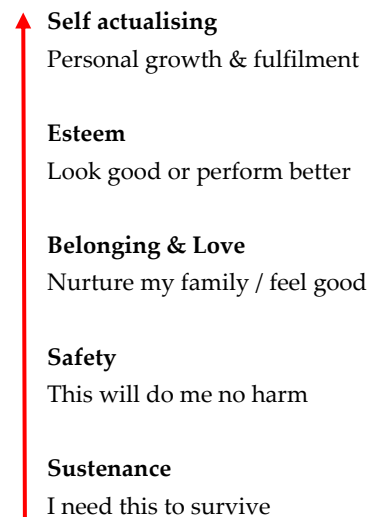 Self actualising
Personal growth & fulfilment
Esteem
Look good or perform better
Belonging & Love
Nurture my family / feel good
Safety
This will do me no harm
Sustenance
I need this to survive